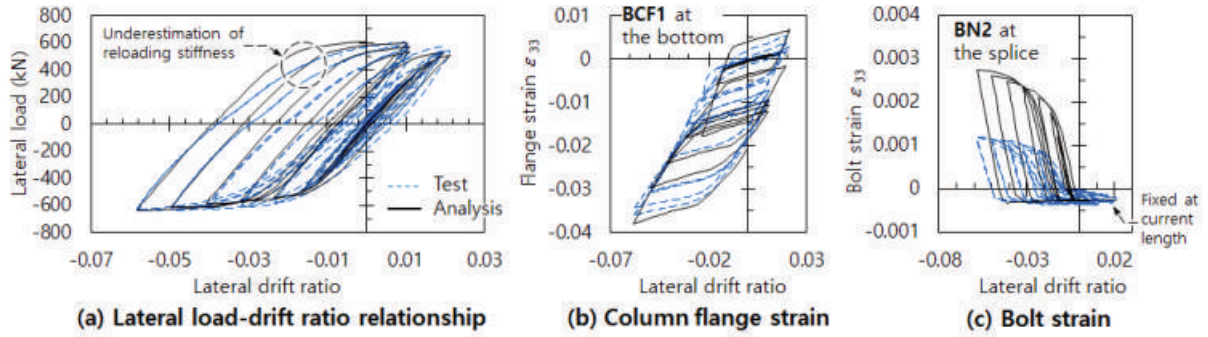 800
600
400
200
0
-200
-400
-600
-800
Lateral load (kN)
Underestimation of
reloading stiffness
Test
Analysis
-0.07
-0.05
-0.03
-0.01
0.01
0.03
Lateral drift ratio
(a) Lateral load-drift ratio relationship
0.01
0
-0.01
-0.02
-0.03
-0.04
Flange strain ε 33
BCF1 at
the bottom
-0.07
-0.02
0.03
Lateral drift ratio
(b) Column flange strain
0.004
0.003
0.002
0.001
0
-0.001
Bolt strain ε 33
BN2 at
the splice
Fixed at
current
length
-0.08
-0.03
0.02
Lateral drift ratio
(c) Bolt strain